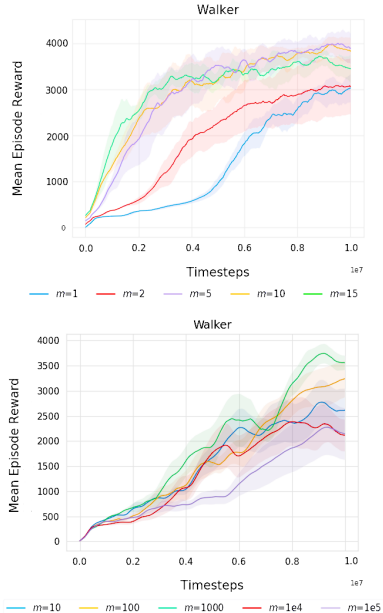 Walker
4000
3000
2000
1000
0
Mean Episode Reward
0.0 0.2 0.4 0.6 0.8 1.0
Timesteps
1e7
m=1 m=2 m=5 m=10 m=15
Walker
4000
3500
3000
2500
2000
1500
1000
500
0
Mean Episode Reward
0.0 0.2 0.4 0.6 0.8 1.0
Timesteps
1e7
m=10 m=100 m=1000 m=1e4 m=1e5